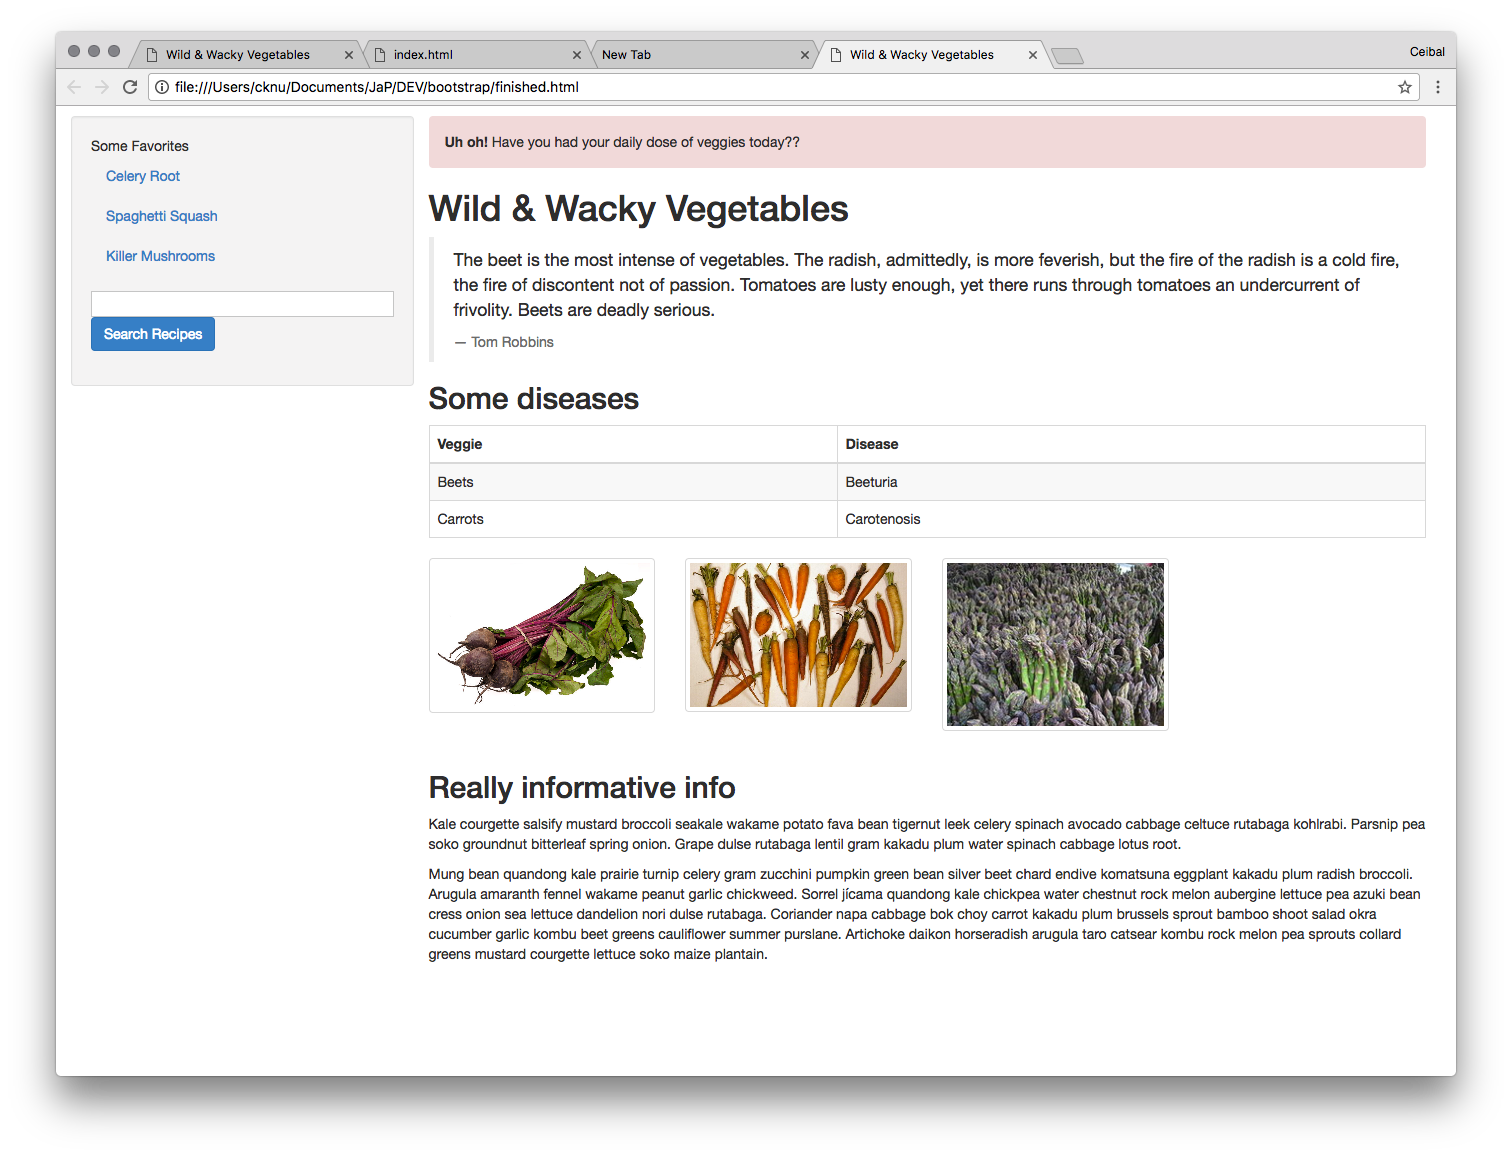 Wild & Wacky Vegetables
index.html
New Tab
Wild & Wacky Vegetables
Ceibal
file:///Users/cknu/Documents/JaP/DEV/bootstrap/finished.html
Some Favorites
Celery Root
Spaghetti Squash
Killer Mushrooms
Search Recipes
Uh oh! Have you had your daily dose of veggies today??
Wild & Wacky Vegetables
The beet is the most intense of vegetables. The radish, admittedly, is more feverish, but the fire of the radish is a cold fire,
the fire of discontent not of passion. Tomatoes are lusty enough, yet there runs through tomatoes an undercurrent of
frivolity. Beets are deadly serious.
— Tom Robbins
Some diseases
Veggie Disease
Beets Beeturia
Carrots Carotenosis
Really informative info
Kale courgette salsify mustard broccoli seakale wakame potato fava bean tigernut leek celery spinach avocado cabbage celtuce rutabaga kohlrabi. Parsnip pea
soko groundnut bitterleaf spring onion. Grape dulse rutabaga lentil gram kakadu plum water spinach cabbage lotus root.
Mung bean quandong kale prairie turnip celery gram zucchini pumpkin green bean silver beet chard endive komatsuna eggplant kakadu plum radish broccoli.
Arugula amaranth fennel wakame peanut garlic chickweed. Sorrel jícama quandong kale chickpea water chestnut rock melon aubergine lettuce pea azuki bean
cress onion sea lettuce dandelion nori dulse rutabaga. Coriander napa cabbage bok choy carrot kakadu plum brussels sprout bamboo shoot salad okra
cucumber garlic kombu beet greens cauliflower summer purslane. Artichoke daikon horseradish arugula taro catsear kombu rock melon pea sprouts collard
greens mustard courgette lettuce soko maize plantain.